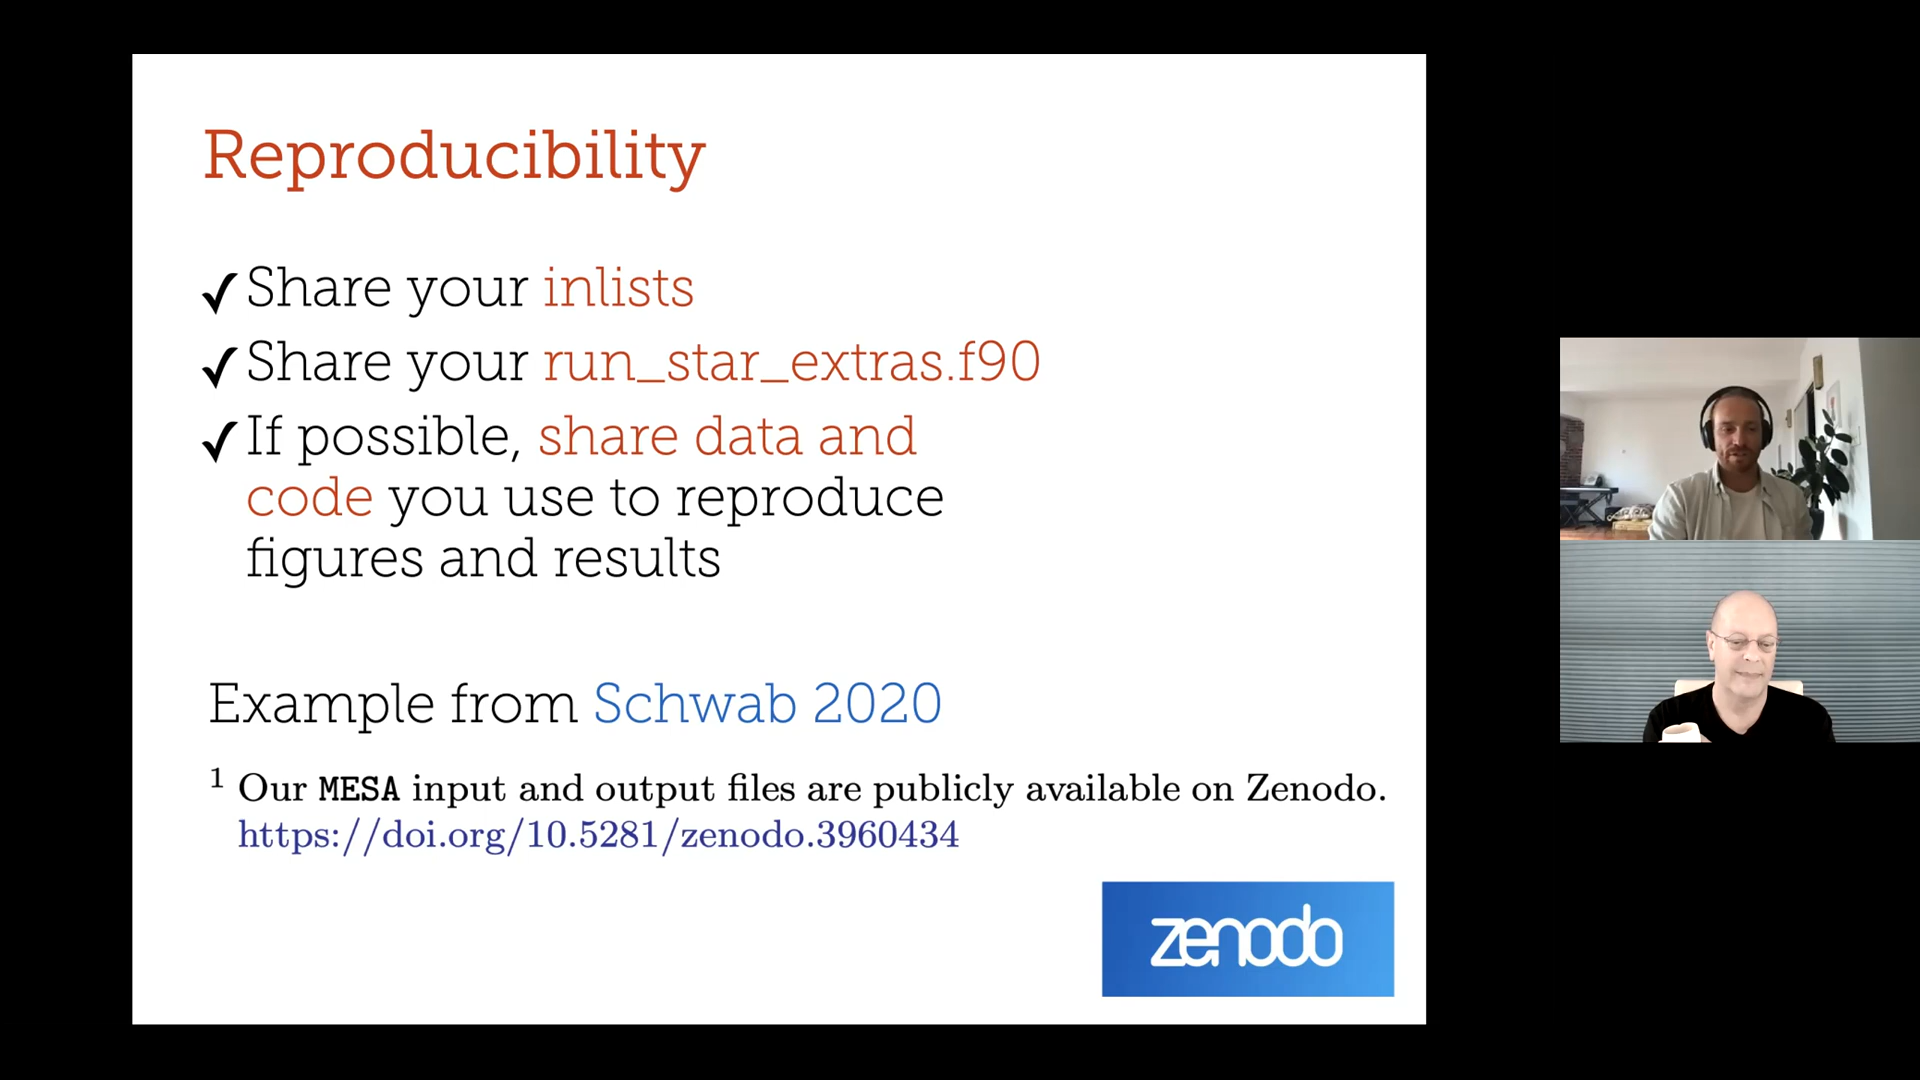 Reproducibility
✓Share your inlists
✓Share your run_star_extras.f90
✓If possible, share data and
code you use to reproduce
figures and results
Example from Schwab 2020
1 Our MESA input and output files are publicly available on Zenodo.
https://doi.org/10.5281/zenodo.3960434
zenodo